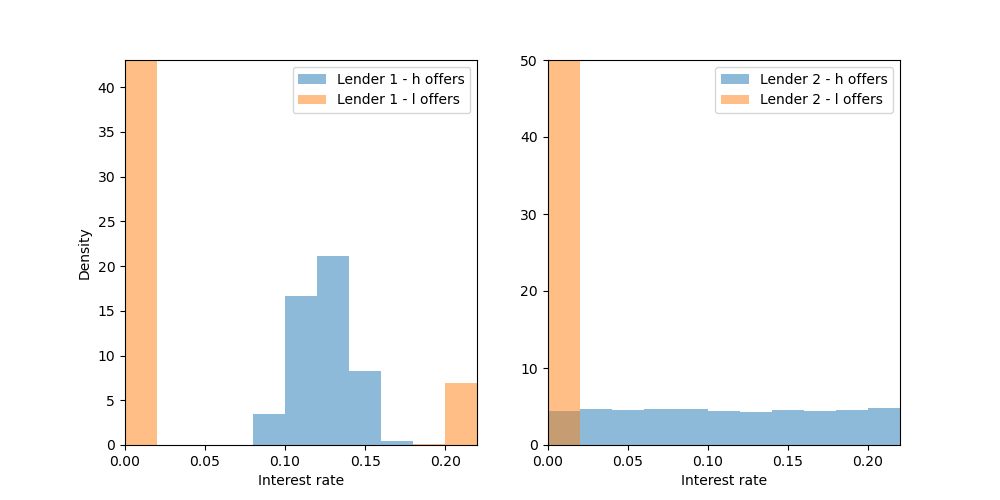 Lender 1 - h offers
Lender 1 - l offers
Density
40
35
30
25
20
15
10
5
0
0.00 0.05 0.10 0.15 0.20
Interest rate
Lender 2 - h offers
Lender 2 - l offers
50
40
30
20
10
0
0.00 0.05 0.10 0.15 0.20
Interest rate